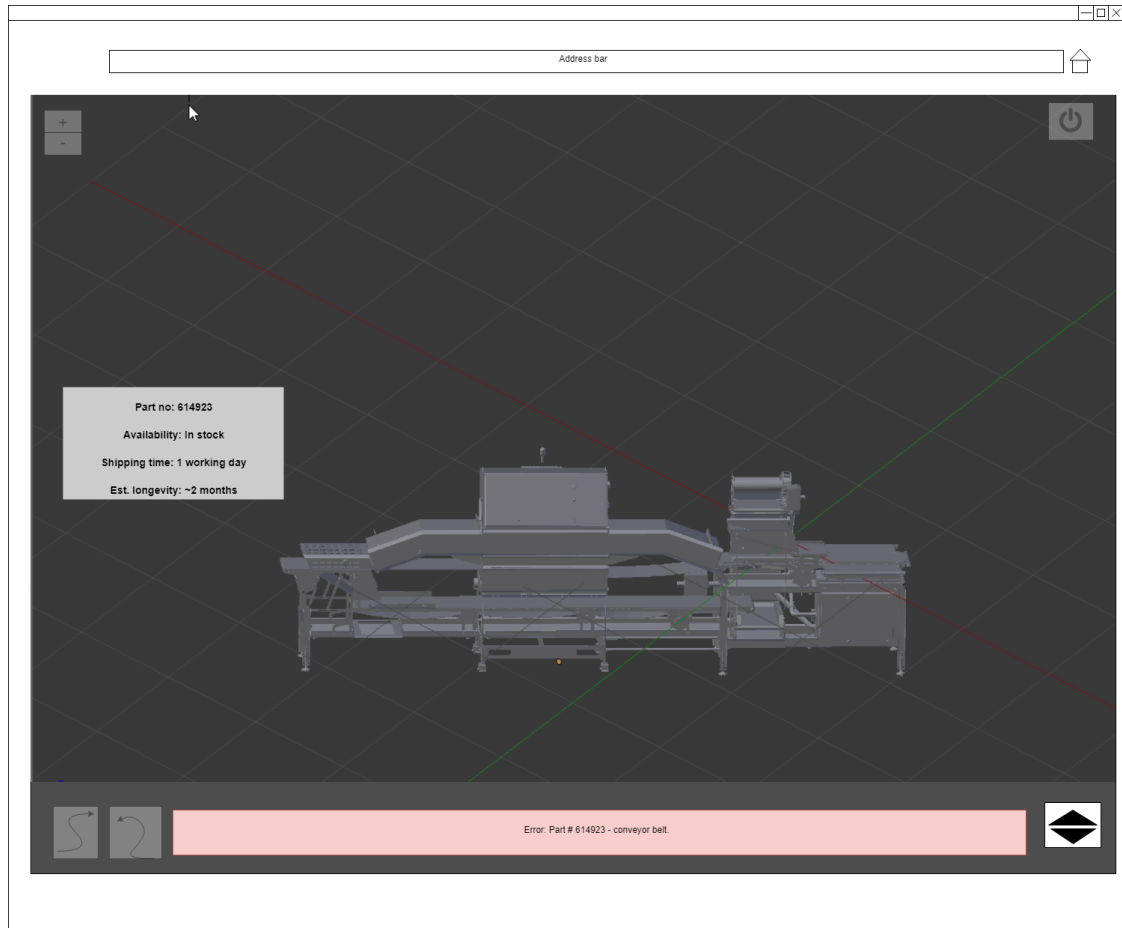 Address bar
+
-
Part no: 614923
Availability: In stock
Shipping time: 1 working day
Est. longevity: ~2 months
Error: Part # 614923 - conveyor belt.